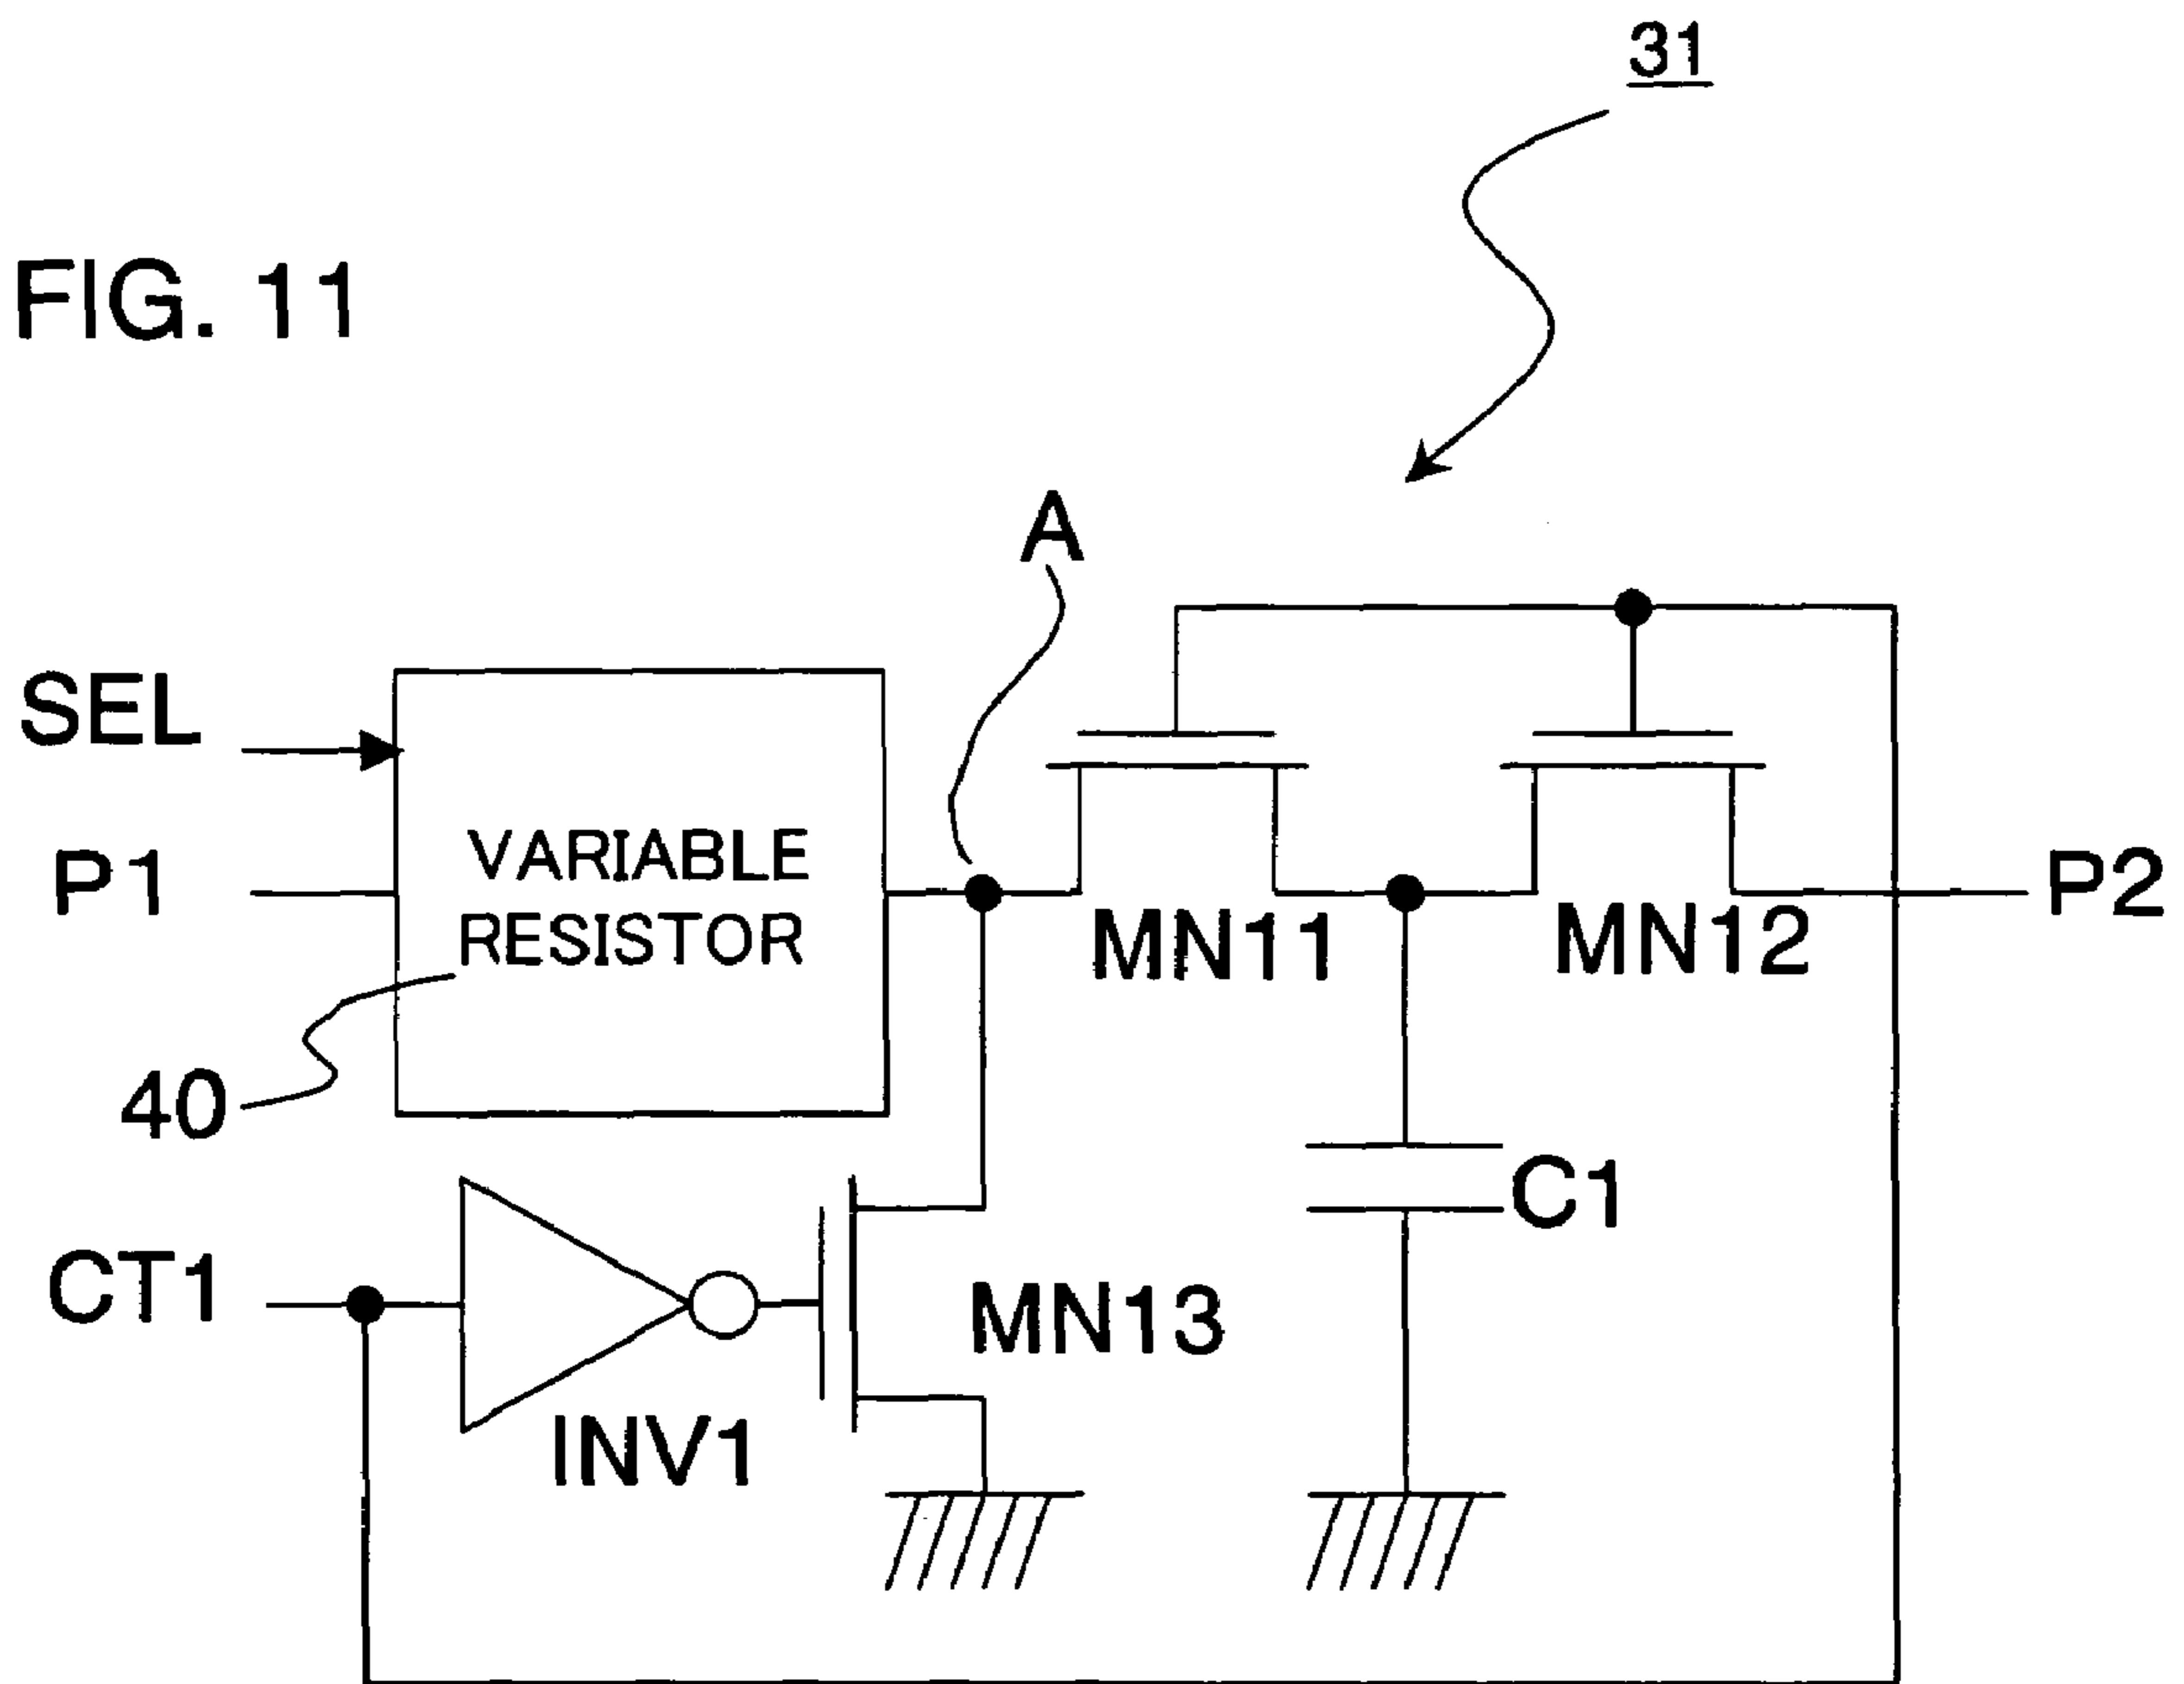 31
FIG. 11
A
SEL
P1
VARIABLE
RESISTOR
MN11
MN12
P2
40
C1
CT1
MN13
INV1